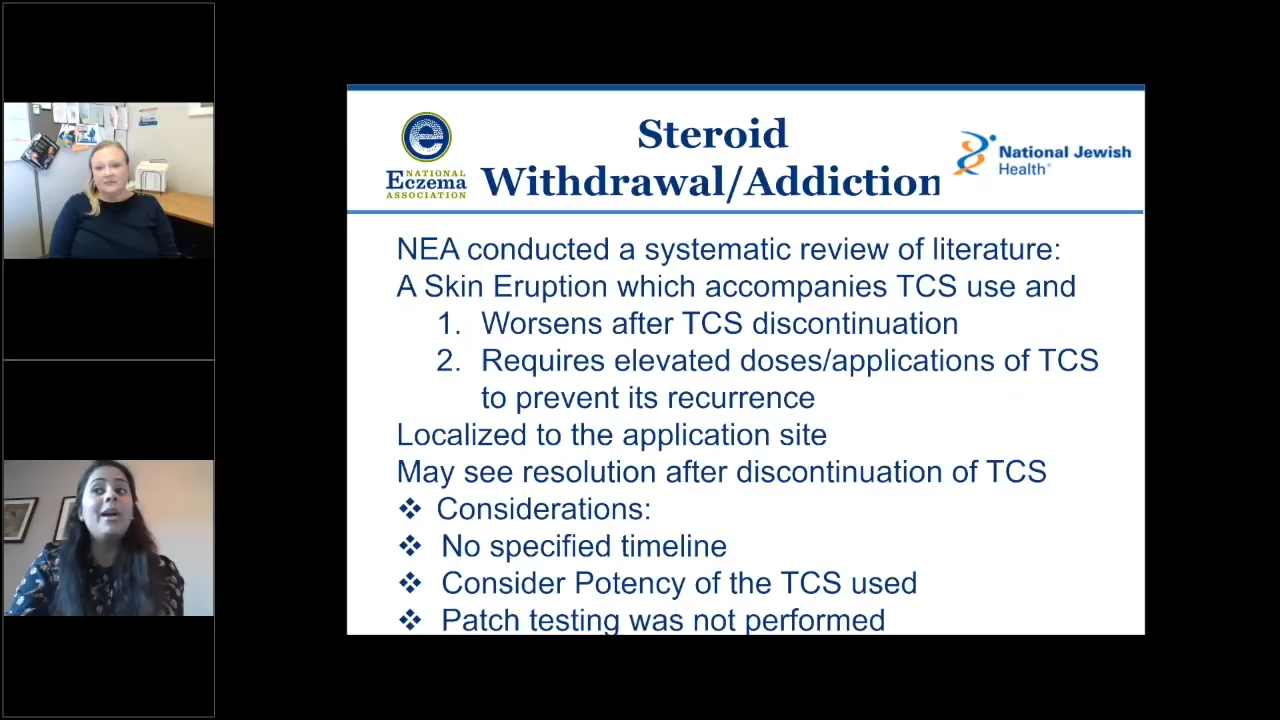 NATIONAL
Eczema
ASSOCIATION
Steroid
Withdrawal/Addiction
National Jewish
Health®
NEA conducted a systematic review of literature:
A Skin Eruption which accompanies TCS use and
1. Worsens after TCS discontinuation
2. Requires elevated doses/applications of TCS
to prevent its recurrence
Localized to the application site
May see resolution after discontinuation of TCS
❖ Considerations:
❖ No specified timeline
❖ Consider Potency of the TCS used
❖ Patch testing was not performed